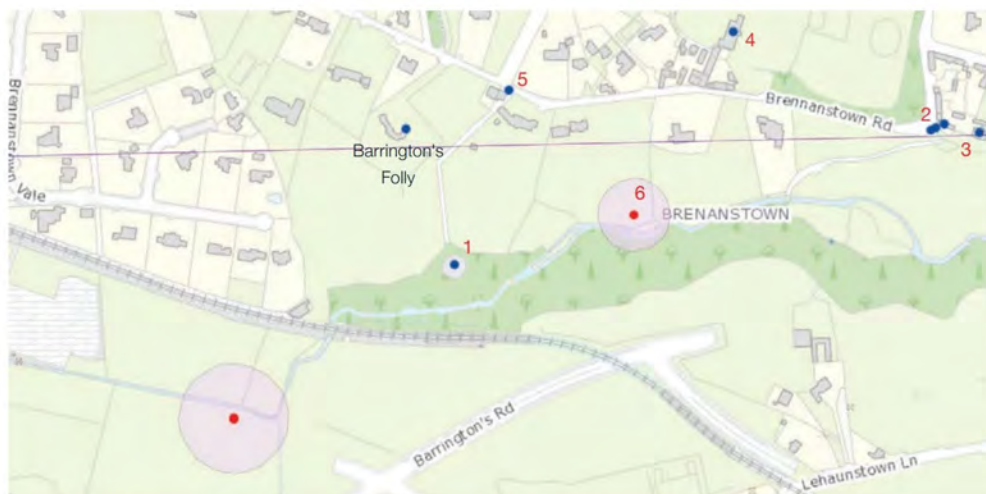 4
5
Brennanstown Rd
2
3
Barrington's
Folly
Brennanstown
Vale
6
BRENANSTOWN
1
Barrington's Rd
Lehaunstown Ln